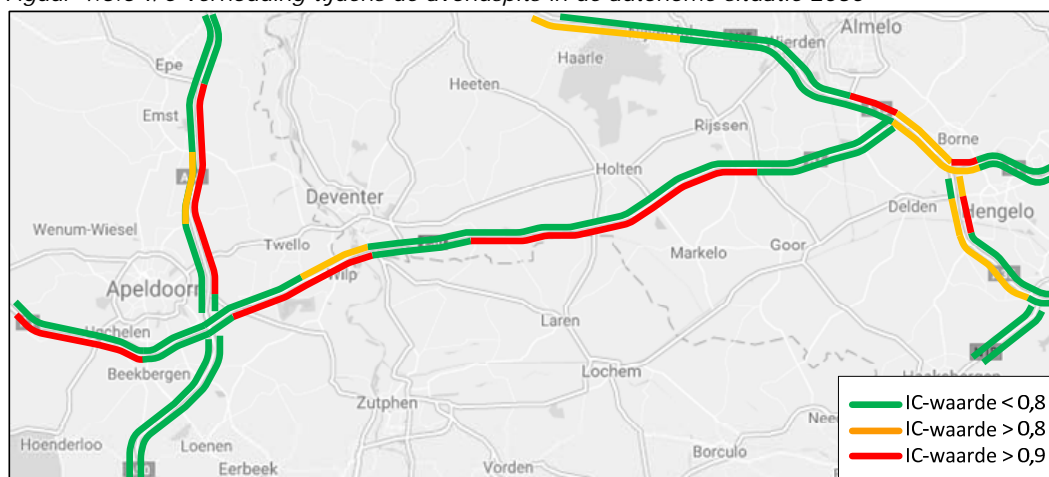 Almelo
Wierden
Haarle
Epe
Heeten
Emst
Rijssen
Borne
Holten
Deventer
Delden
Hengelo
Wenum-Wiesel
Twello
Markelo
Goor
Wilp
Apeldoorn
Laren
Beekbergen
Lochem
Zutphen
Hoenderloo
Loenen
Eerbeek
Vorden
Borculo
IC-waarde < 0,8
IC-waarde > 0,8
IC-waarde > 0,9